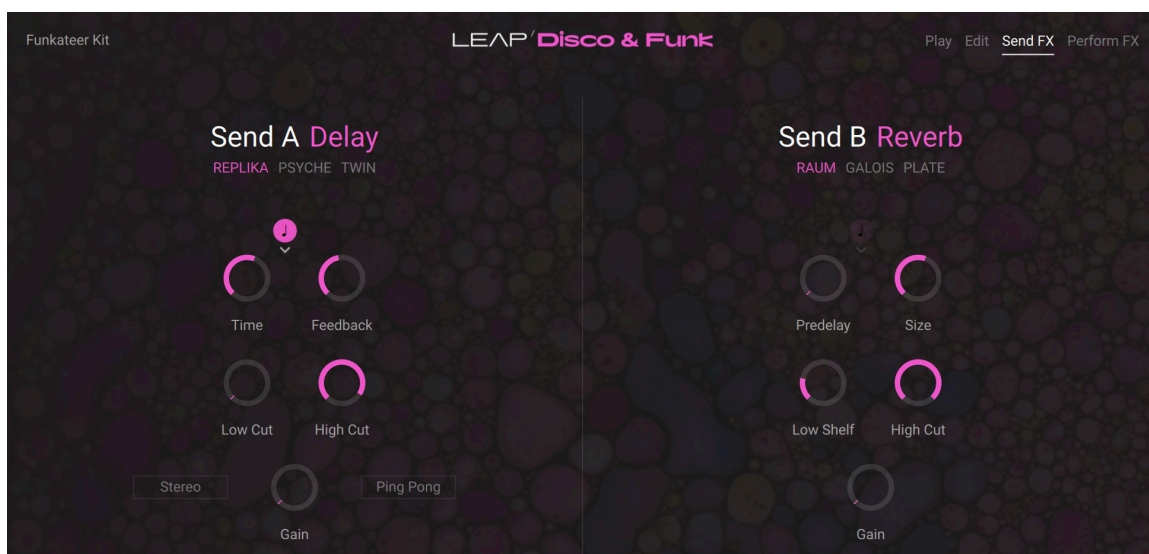 Funkateer Kit
LEAP' Disco & Funk
Play Edit Send FX Perform FX
Send A Delay
REPLIKA PSYCHE TWIN
Time Feedback
Low Cut High Cut
Stereo
Ping Pong
Gain
Send B Reverb
RAUM GALOIS PLATE
Predelay Size
Low Shelf High Cut
Gain